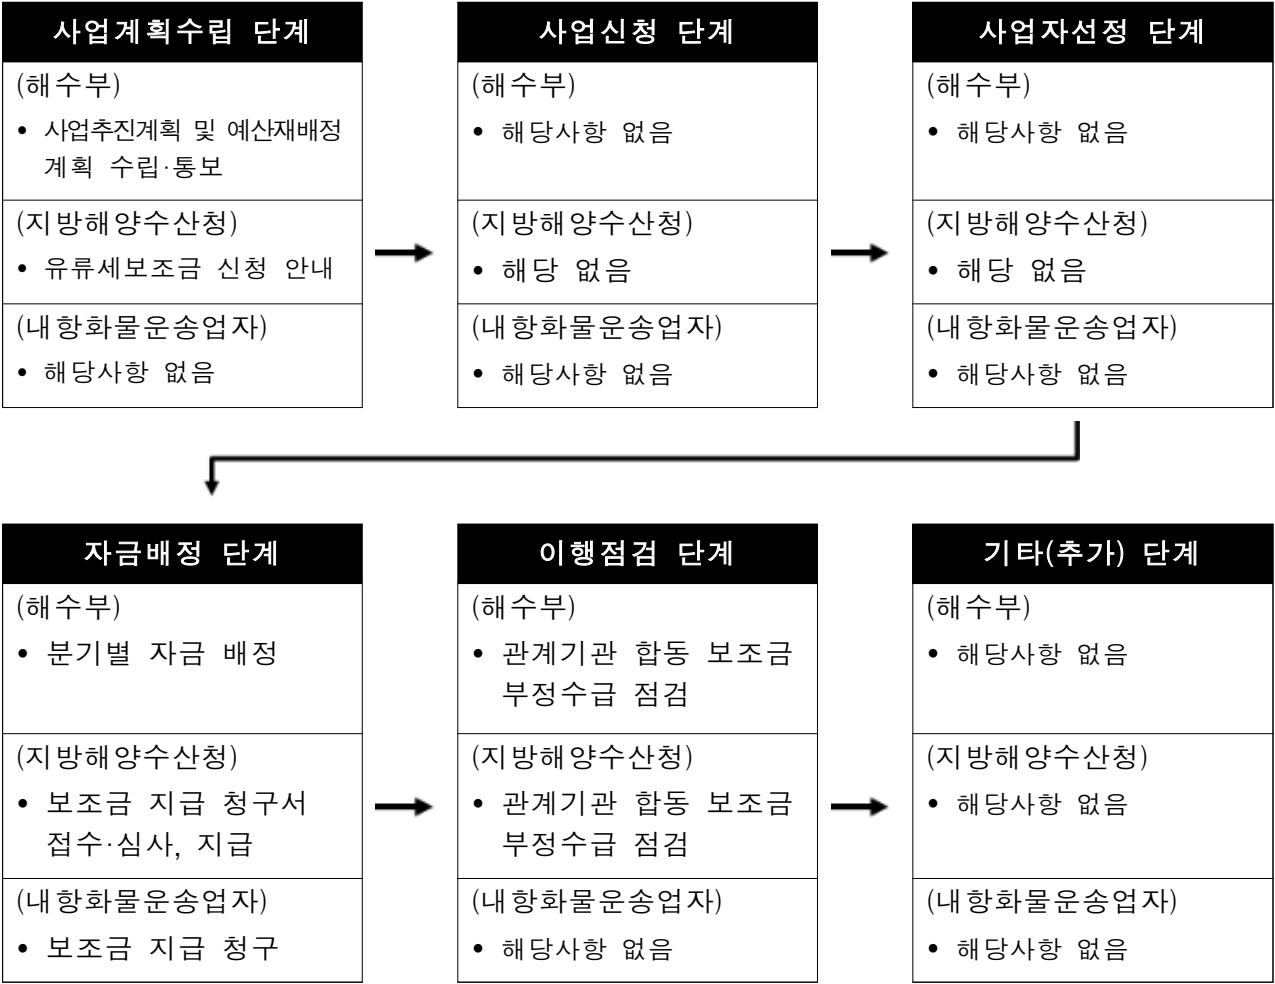 사업계획수립 단계
(해수부)
• 사업추진계획 및 예산재배정
계획 수립·통보
(지방해양수산청)
• 유류세보조금 신청 안내
(내항화물운송업자)
• 해당사항 없음
사업신청 단계
(해수부)
• 해당사항 없음
(지방해양수산청)
• 해당 없음
(내항화물운송업자)
• 해당사항 없음
사업자선정 단계
(해수부)
• 해당사항 없음
(지방해양수산청)
• 해당 없음
(내항화물운송업자)
• 해당사항 없음
자금배정 단계
(해수부)
• 분기별 자금 배정
(지방해양수산청)
• 보조금 지급 청구서
접수·심사, 지급
(내항화물운송업자)
• 보조금 지급 청구
이행점검 단계
(해수부)
• 관계기관 합동 보조금
부정수급 점검
(지방해양수산청)
• 관계기관 합동 보조금
부정수급 점검
(내항화물운송업자)
• 해당사항 없음
기타(추가) 단계
(해수부)
• 해당사항 없음
(지방해양수산청)
• 해당사항 없음
(내항화물운송업자)
• 해당사항 없음